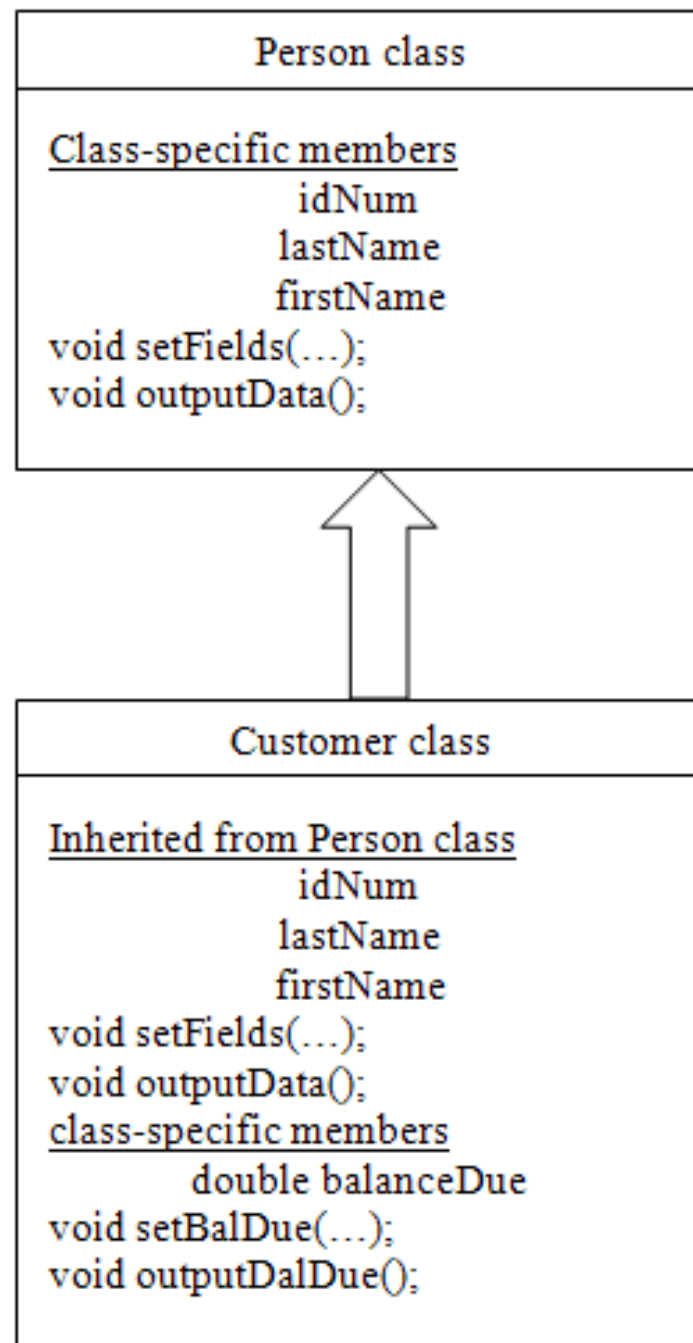 Person class
Class-specific members
idNum
lastName
firstName
void setFields(...);
void outputData();
Customer class
Inherited from Person class
idNum
lastName
firstName
void setFields(...);
void outputData();
class-specific members
double balanceDue
void setBalDue(...);
void outputDalDue();